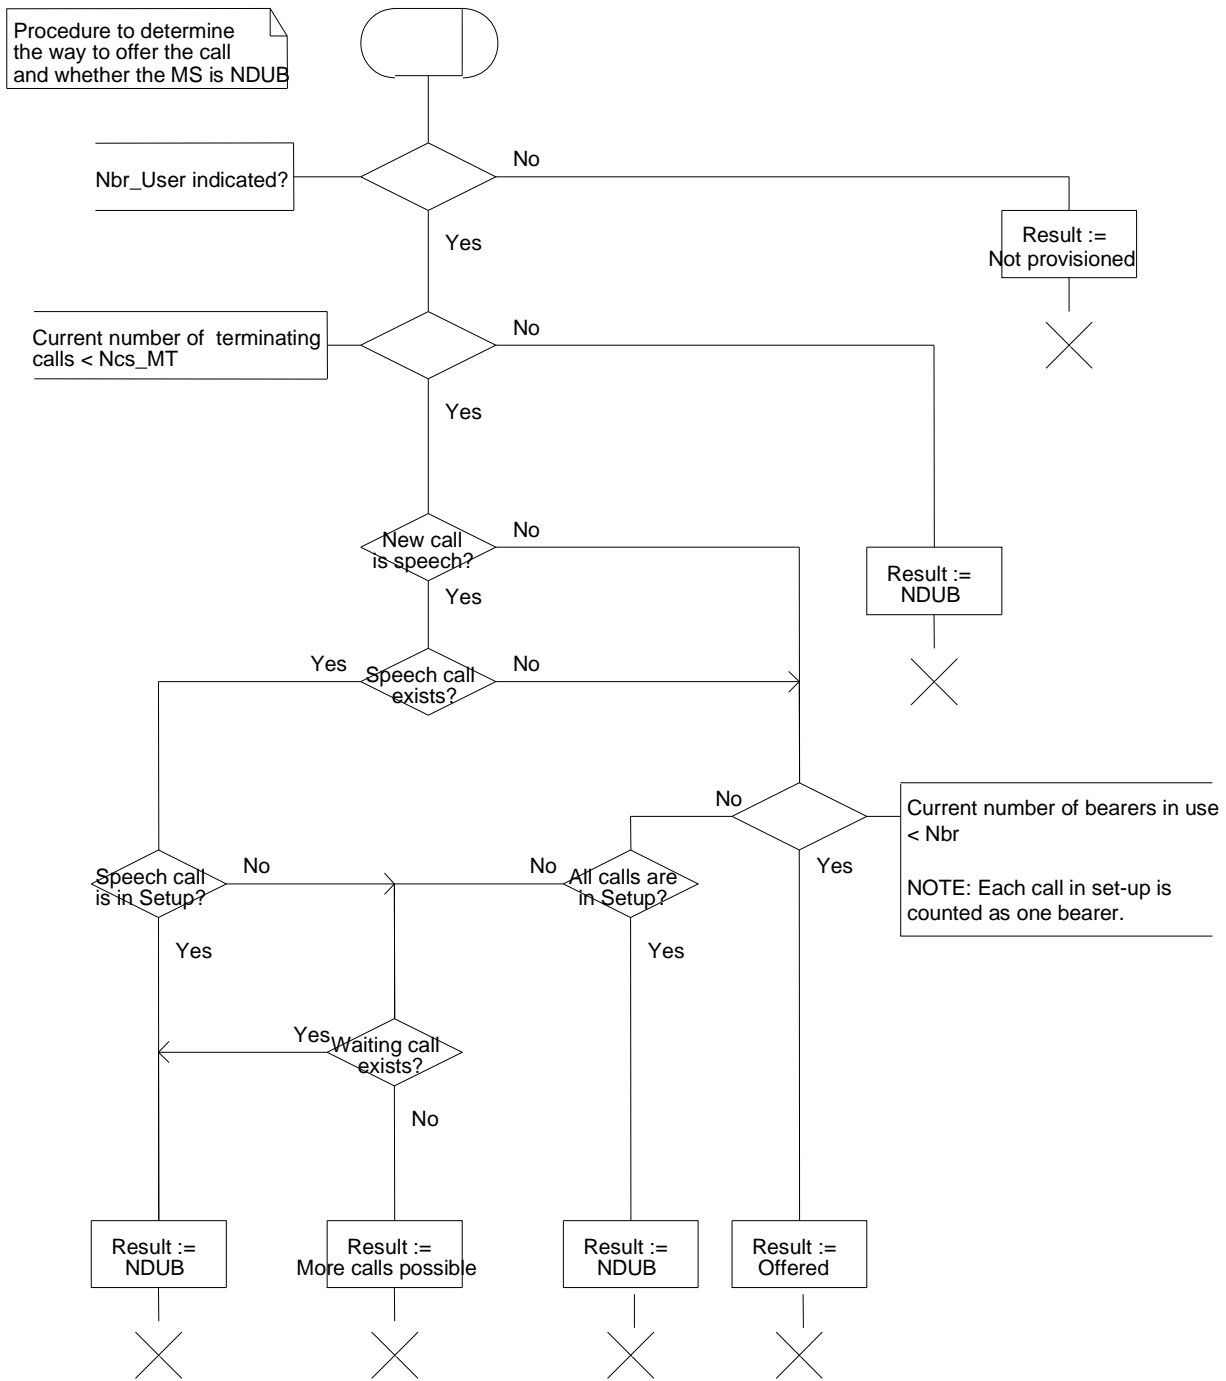 Procedure to determine
the way to offer the call
and whether the MS is NDUB
Nbr_User indicated?
No
Yes
Result :=
Not provisioned
Current number of terminating
calls < Ncs_MT
No
Yes
New call
is speech?
No
Yes
Result :=
NDUB
Yes
Speech call
exists?
No
No
Current number of bearers in use
< Nbr
NOTE: Each call in set-up is
counted as one bearer.
Yes
Speech call
is in Setup?
No
No
All calls are
in Setup?
Yes
Yes
Yes
Waiting call
exists?
No
Result :=
NDUB
Result :=
More calls possible
Result :=
NDUB
Result :=
Offered